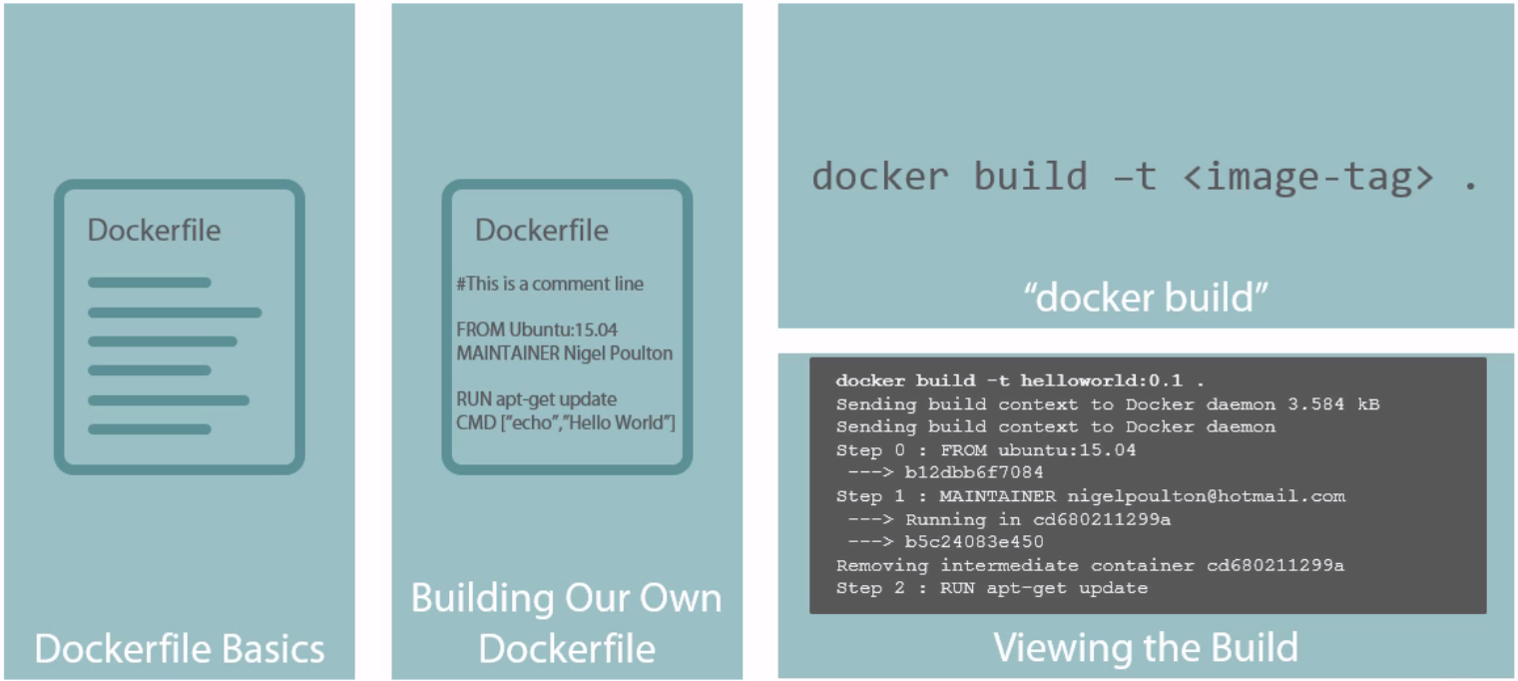 Dockerfile
Dockerfile Basics
Dockerfile
#This is a comment line
FROM Ubuntu:15.04
MAINTAINER Nigel Poulton
RUN apt-get update
CMD ["echo","Hello World"]
Building Our Own
Dockerfile
docker build –t <image-tag> .
“docker build”
docker build -t helloworld:0.1 .
Sending build context to Docker daemon 3.584 kB
Sending build context to Docker daemon
Step 0 : FROM ubuntu:15.04
---> b12dbb6f7084
Step 1 : MAINTAINER nigelpoulton@hotmail.com
---> Running in cd680211299a
---> b5c24083e450
Removing intermediate container cd680211299a
Step 2 : RUN apt-get update
Viewing the Build